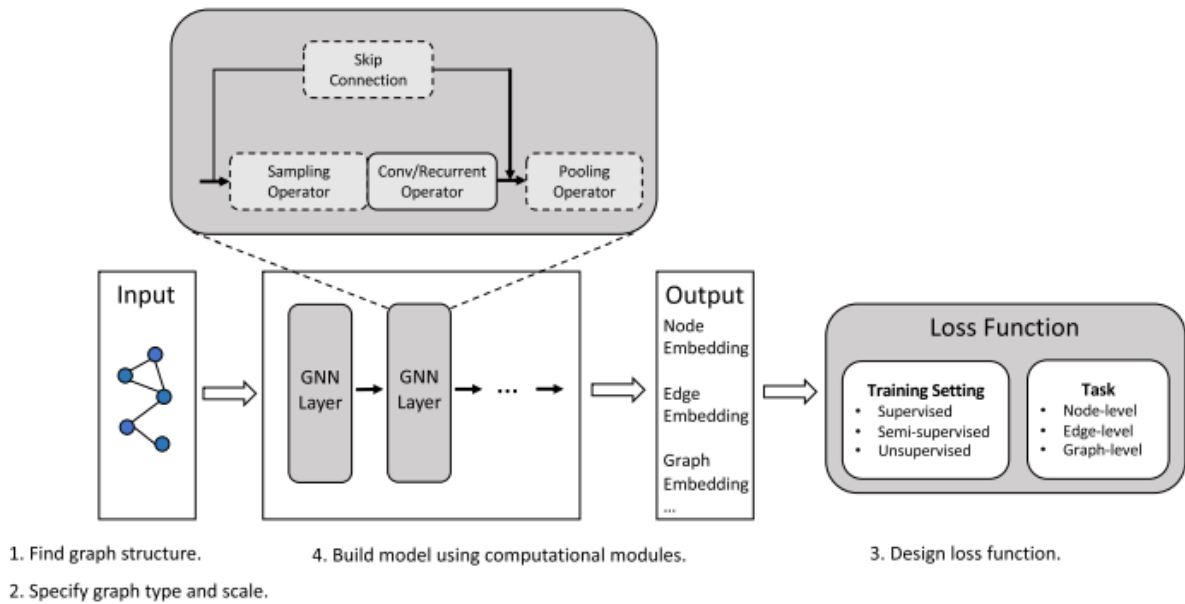 Skip
Connection
Sampling
Operator
Conv/Recurrent
Operator
Pooling
Operator
Input
GNN
Layer
GNN
Layer
...
Output
Node
Embedding
Edge
Embedding
Graph
Embedding
...
Loss Function
Training Setting
• Supervised
• Semi-supervised
• Unsupervised
Task
• Node-level
• Edge-level
• Graph-level
1. Find graph structure.
2. Specify graph type and scale.
4. Build model using computational modules.
3. Design loss function.